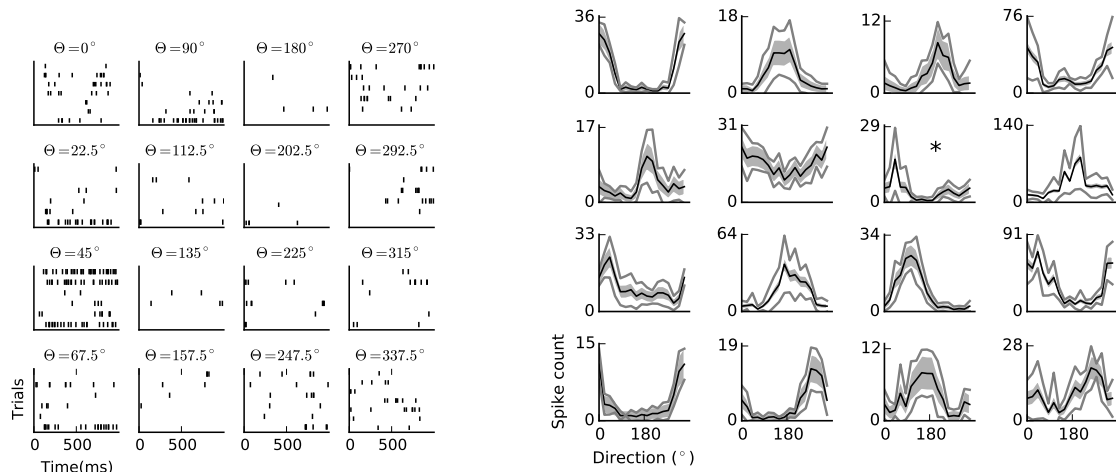 Θ=0° Θ=90° Θ=180° Θ=270°
Θ=22.5° Θ=112.5° Θ=202.5° Θ=292.5°
Θ=45° Θ=135° Θ=225° Θ=315°
Θ=67.5° Θ=157.5° Θ=247.5° Θ=337.5°
Trials
0 500 0 500 0 500 0 500
Time(ms)
36 0 18 0 12 0 76 0
17 0 31 0 29 0 * 140 0
33 0 64 0 34 0 91 0
15 0 19 0 12 0 28 0
Spike count
0 180 0 180 0 180 0 180
Direction (°)